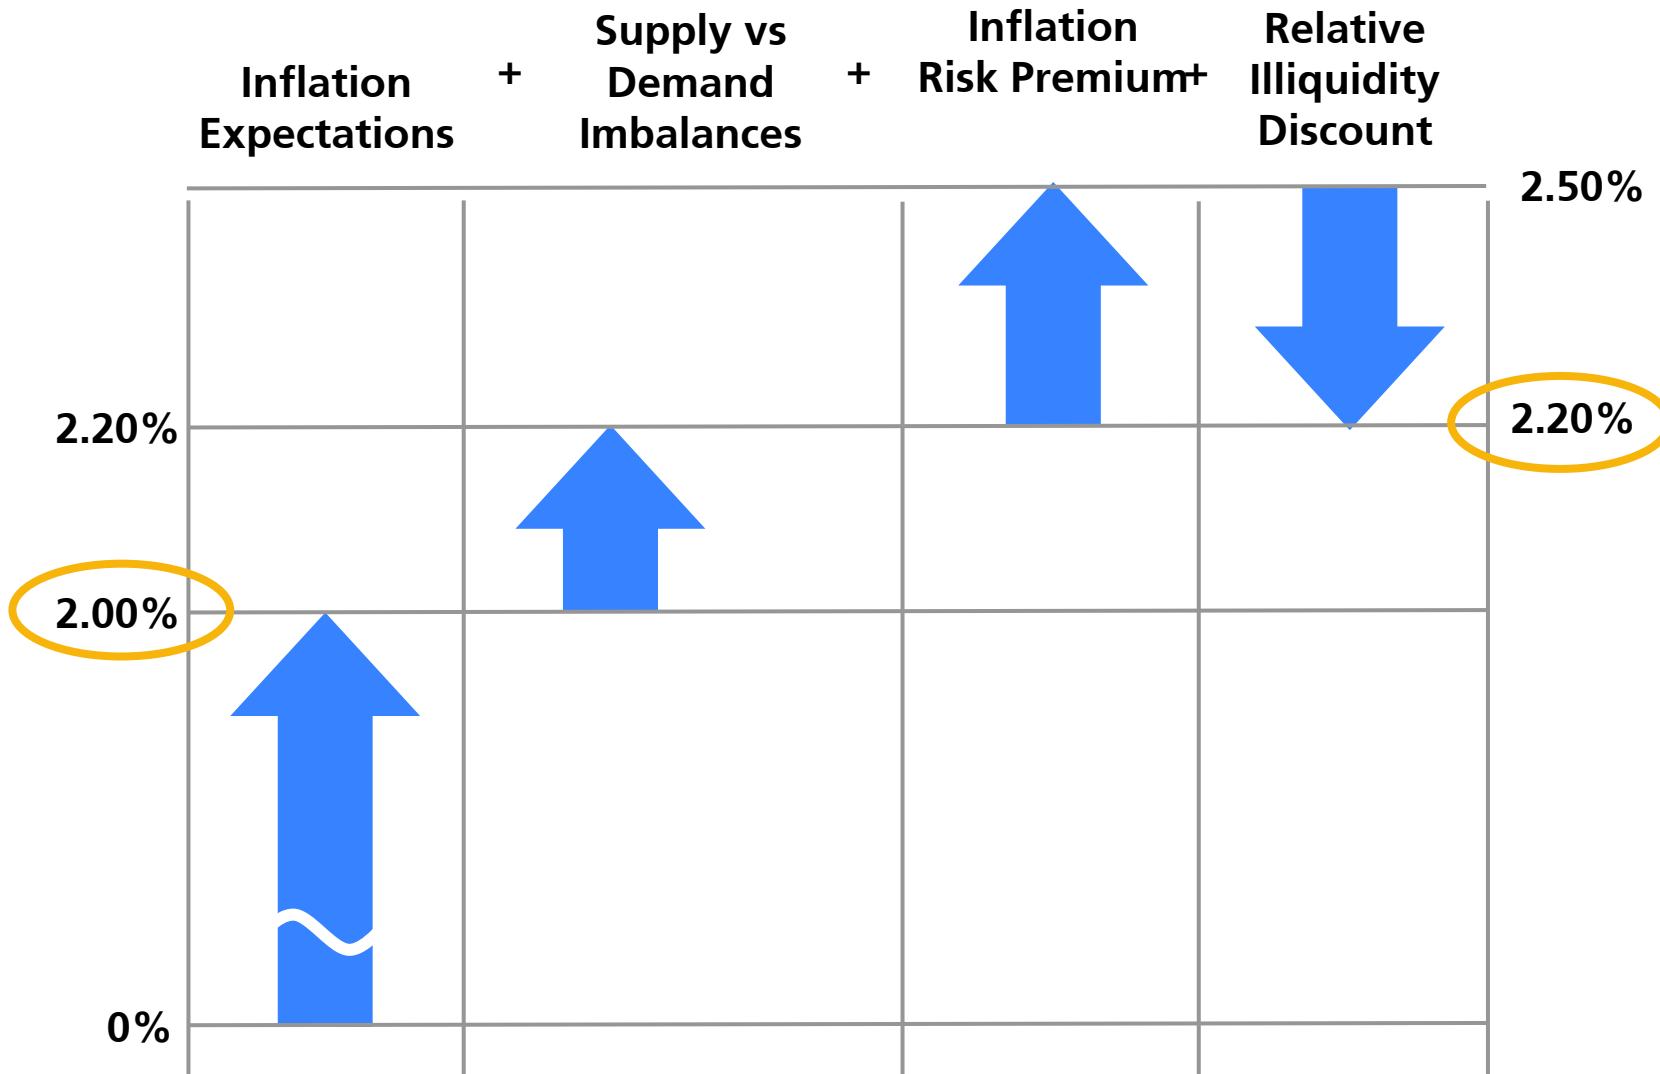 Inflation
Expectations
+
Supply vs
Demand
Imbalances
+
Inflation
Risk Premium
+
Relative
Illiquidity
Discount
2.50%
2.20%
2.20%
2.00%
0%